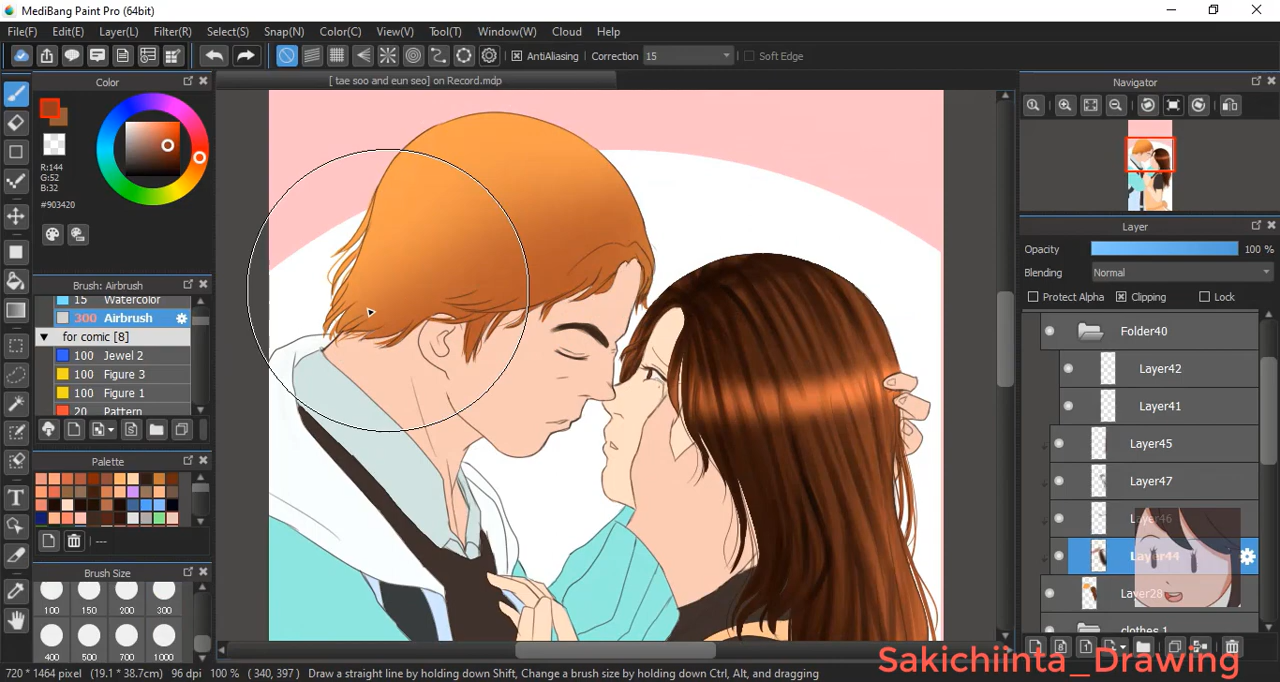 MediBang Paint Pro (64bit)
File(F) Edit(E) Layer(L) Filter(R) Select(S) Snap(N) Color(C) View(V) Tool(T) Window(W) Cloud Help
AntiAliasing Correction 15 Soft Edge
[ tae soo and eun seo] on Record.mdp
Color
R:144
G:52
B:32
#903420
Brush: Airbrush
15 Watercolor
300 Airbrush
for comic [8]
100 Jewel 2
100 Figure 3
100 Figure 1
20 Pattern
Palette
---
Brush Size
100 150 200 300
400 500 700 1000
Navigator
Layer
Opacity 100 %
Blending Normal
Protect Alpha Clipping Lock
Folder40
Layer42
Layer41
Layer45
Layer47
Layer46
Layer44
Layer28
clothes 1
720 * 1464 pixel (19.1 * 38.7cm) 96 dpi 100 % ( 340, 397 ) Draw a straight line by holding down Shift, Change a brush size by holding down Ctrl, Alt, and dragging
Sakichiinta_Drawing